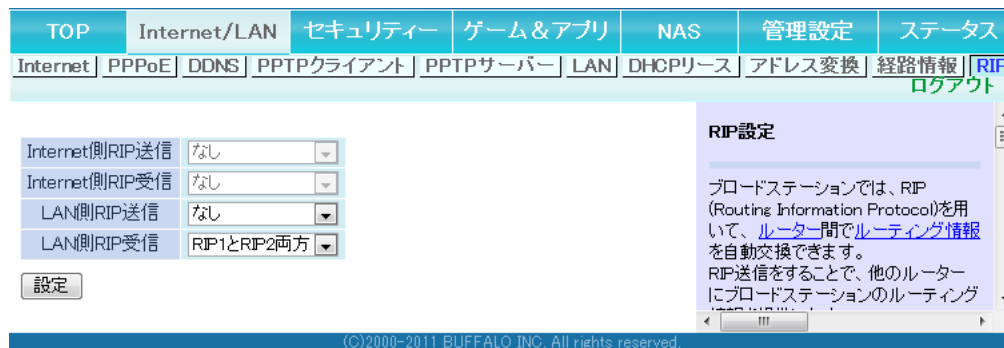 TOP Internet/LAN セキュリティー ゲーム＆アプリ NAS 管理設定 ステータス
Internet PPPoE DDNS PPTPクライアント PPTPサーバー LAN DHCPリース アドレス変換 経路情報 RIP
ログアウト
Internet側RIP送信 なし
Internet側RIP受信 なし
LAN側RIP送信 なし
LAN側RIP受信 RIP1とRIP2両方
設定
RIP設定
ブロードステーションでは、RIP
(Routing Information Protocol)を用
いて、ルーター間でルーティング情報
を自動交換できます。
RIP送信をすることで、他のルーター
にブロードステーションのルーティング
(C)2000-2011 BUFFALO INC. All rights reserved.